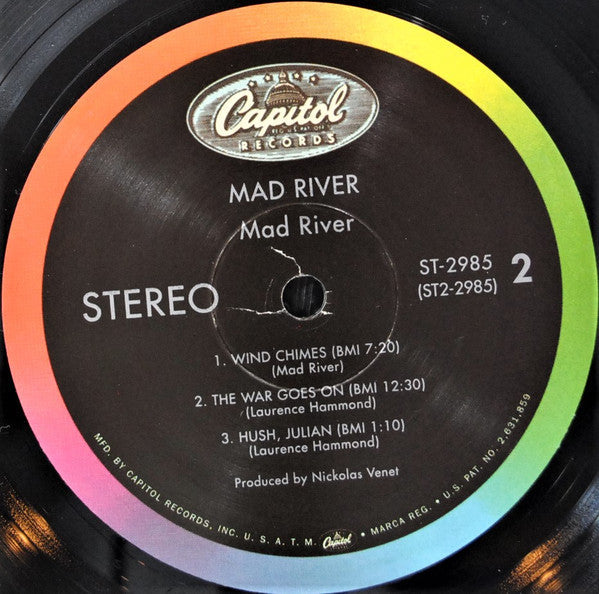 Capitol
REG. U.S. PAT. OFF.
RECORDS
MAD RIVER
Mad River
STEREO
ST-2985
(ST2-2985)
2
1. WIND CHIMES (BMI 7:20)
(Mad River)
2. THE WAR GOES ON (BMI 12:30)
(Laurence Hammond)
3. HUSH, JULIAN (BMI 1:10)
(Laurence Hammond)
Produced by Nickolas Venet
MFD. BY CAPITOL RECORDS, INC. U. S. A. T. M. Capitol • MARCA REG. • U.S. PAT. NO. 2,631,859